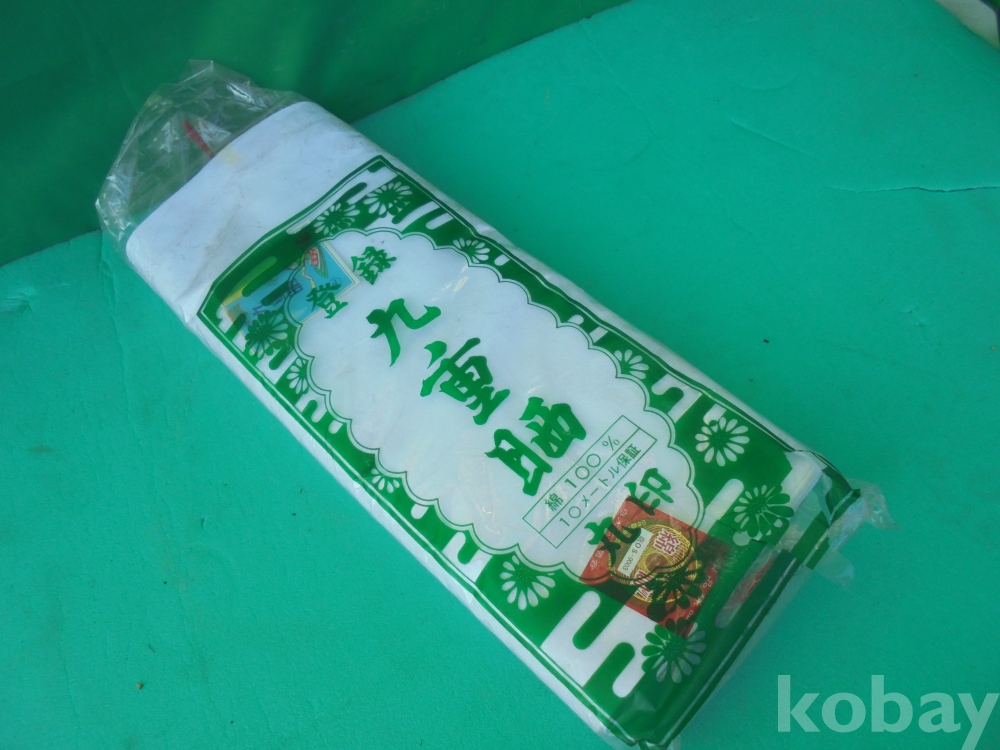 登録
九重晒
綿100%
10メートル保証
丸印
kobay